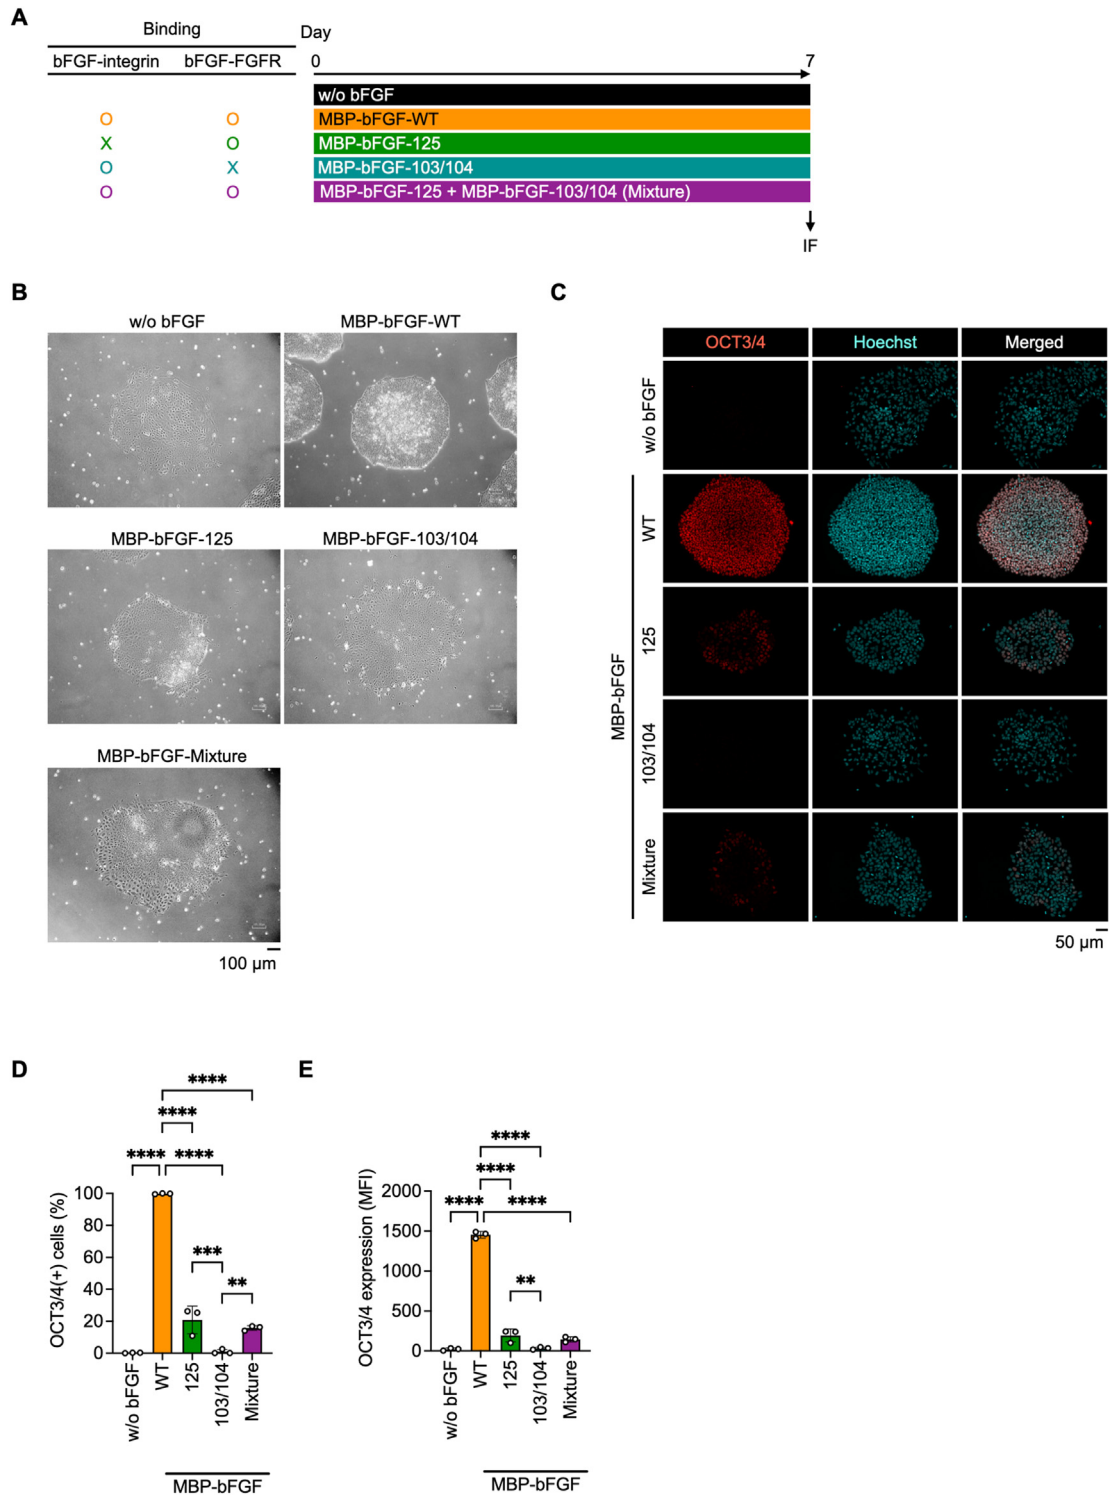 A
Binding
Day
bFGF-integrin bFGF-FGFR 0 7
w/o bFGF
O O MBP-bFGF-WT
X O MBP-bFGF-125
O X MBP-bFGF-103/104
O O MBP-bFGF-125 + MBP-bFGF-103/104 (Mixture)
IF
B
w/o bFGF MBP-bFGF-WT
MBP-bFGF-125 MBP-bFGF-103/104
MBP-bFGF-Mixture
100 µm
C
OCT3/4 Hoechst Merged
w/o bFGF
MBP-bFGF
WT
125
103/104
Mixture
50 µm
D
****
****
**** ****
***
**
OCT3/4(+) cells (%)
100
80
60
40
20
0
w/o bFGF WT 125 103/104 Mixture
MBP-bFGF
E
****
****
**** ****
**
OCT3/4 expression (MFI)
2000
1500
1000
500
0
w/o bFGF WT 125 103/104 Mixture
MBP-bFGF